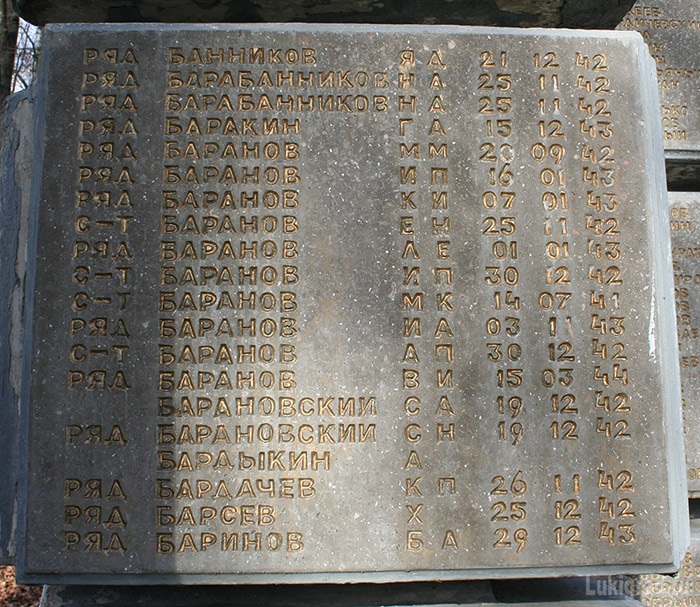 РЯД БАННИКОВ Я Д 21 12 42
РЯД БАРАБАННИКОВ Н А 25 11 42
РЯД БАРАБАННИКОВ Н А 25 11 42
РЯД БАРАКИН Г А 15 12 43
РЯД БАРАНОВ М М 20 09 42
РЯД БАРАНОВ И П 16 01 43
РЯД БАРАНОВ К И 07 01 43
С-Т БАРАНОВ Е Н 25 11 42
РЯД БАРАНОВ Л Е 01 01 43
С-Т БАРАНОВ И П 30 12 42
С-Т БАРАНОВ М К 14 07 41
РЯД БАРАНОВ И А 03 11 43
С-Т БАРАНОВ А П 30 12 42
РЯД БАРАНОВ В И 15 03 44
БАРАНОВСКИИ С А 19 12 42
РЯД БАРАНОВСКИИ С Н 19 12 42
БАРДЫКИН А
РЯД БАРДАЧЕВ К П 26 11 42
РЯД БАРСЕВ Х 25 12 42
РЯД БАРИНОВ Б А 29 12 43